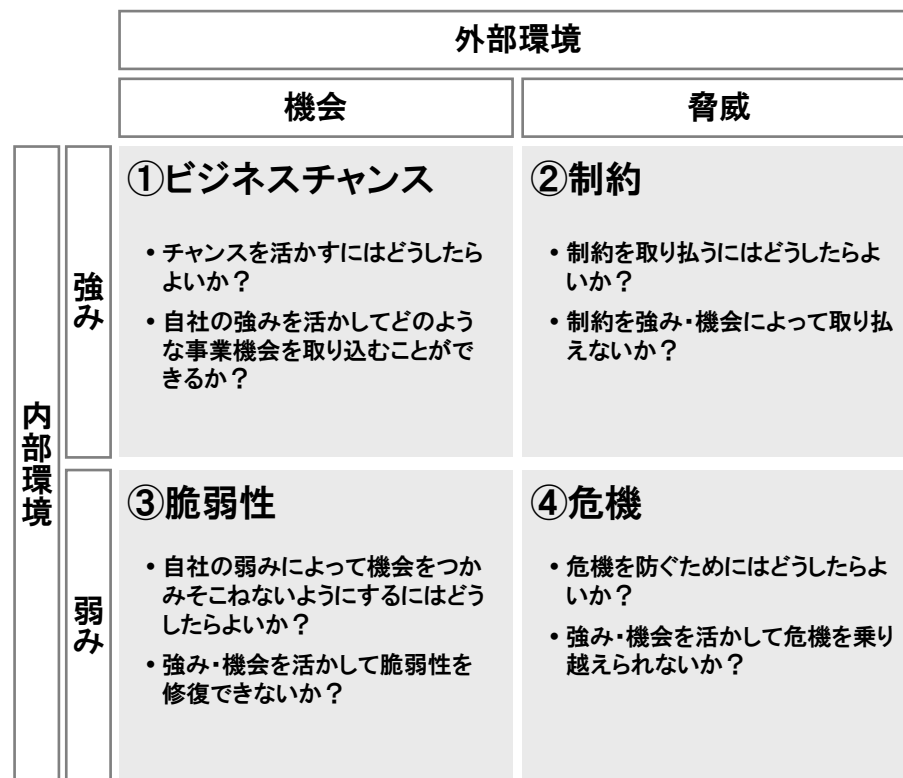 外部環境
機会
脅威
内部環境
強み
①ビジネスチャンス
•チャンスを活かすにはどうしたら
よいか？
•自社の強みを活かしてどのよう
な事業機会を取り込むことがで
きるか？
②制約
•制約を取り払うにはどうしたらよ
いか？
•制約を強み・機会によって取り払
えないか？
弱み
③脆弱性
•自社の弱みによって機会をつか
みそこねないようにするにはどう
したらよいか？
•強み・機会を活かして脆弱性を
修復できないか？
④危機
•危機を防ぐためにはどうしたらよ
いか？
•強み・機会を活かして危機を乗り
越えられないか？